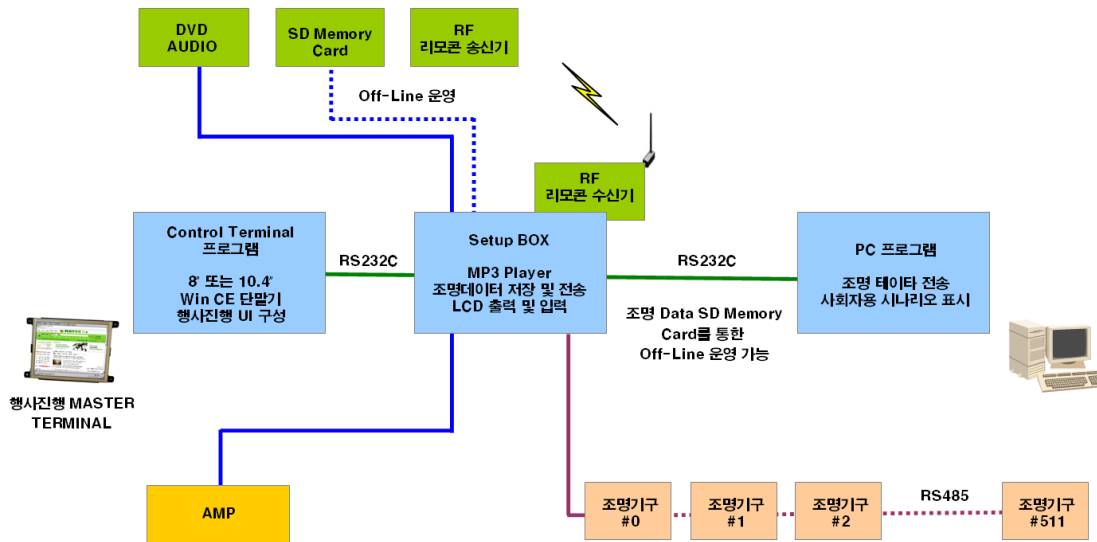 DVD
AUDIO
SD Memory
Card
RF
리모콘 송신기
Off-Line 운영
RF
리모콘 수신기
Control Terminal
프로그램
8" 또는 10.4"
Win CE 단말기
행사진행 UI 구성
RS232C
Setup BOX
MP3 Player
조명데이터 저장 및 전송
LCD 출력 및 입력
RS232C
PC 프로그램
조명 테이타 전송
사회자용 시나리오 표시
조명 Data SD Memory
Card를 통한
Off-Line 운영 가능
행사진행 MASTER
TERMINAL
AMP
조명기구
#0
조명기구
#1
조명기구
#2
RS485
조명기구
#511